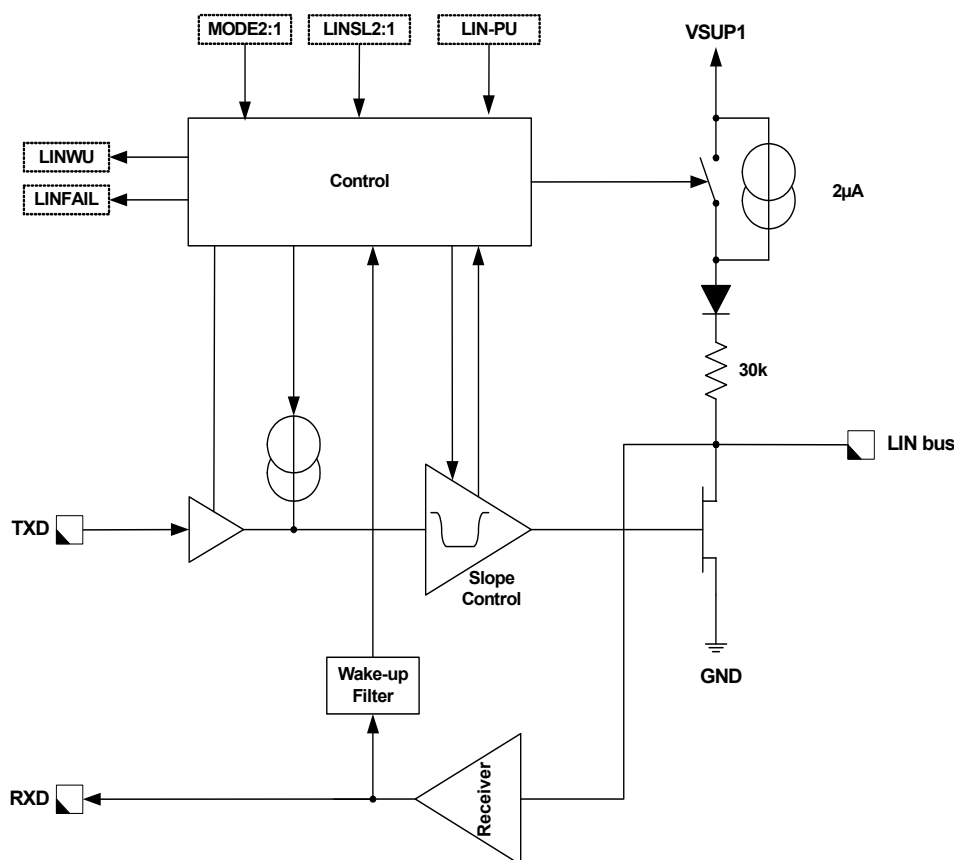 MODE2:1
LINSL2:1
LIN-PU
VSUP1
LINWU
LINFAIL
Control
2µA
30k
LIN bus
TXD
Slope
Control
Wake-up
Filter
GND
RXD
Receiver